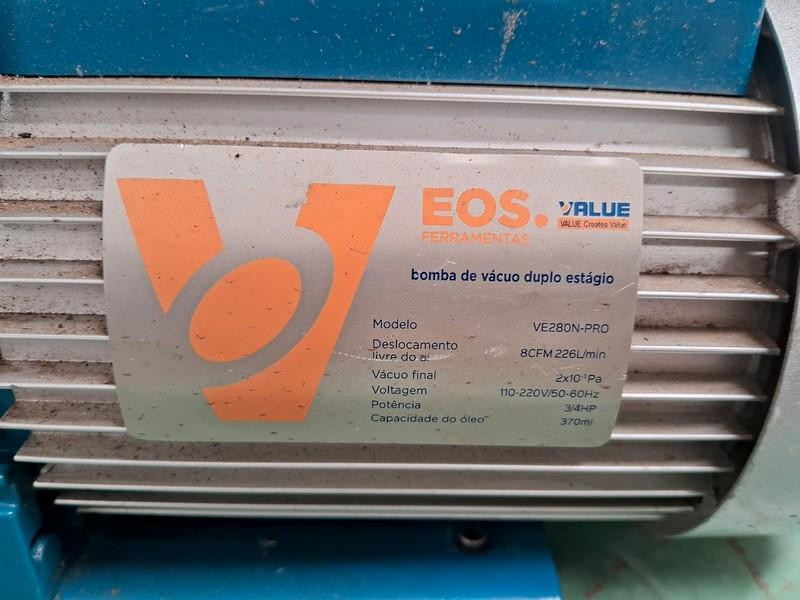 EOS.
FERRAMENTAS
VALUE
VALUE Creates Value
bomba de vácuo duplo estágio
Modelo VE280N-PRO
Deslocamento
livre do a: 8CFM 226L/min
Vácuo final 2x10⁻¹Pa
Voltagem 110-220V/50-60Hz
Potência 3/4HP
Capacidade do óleo 370ml